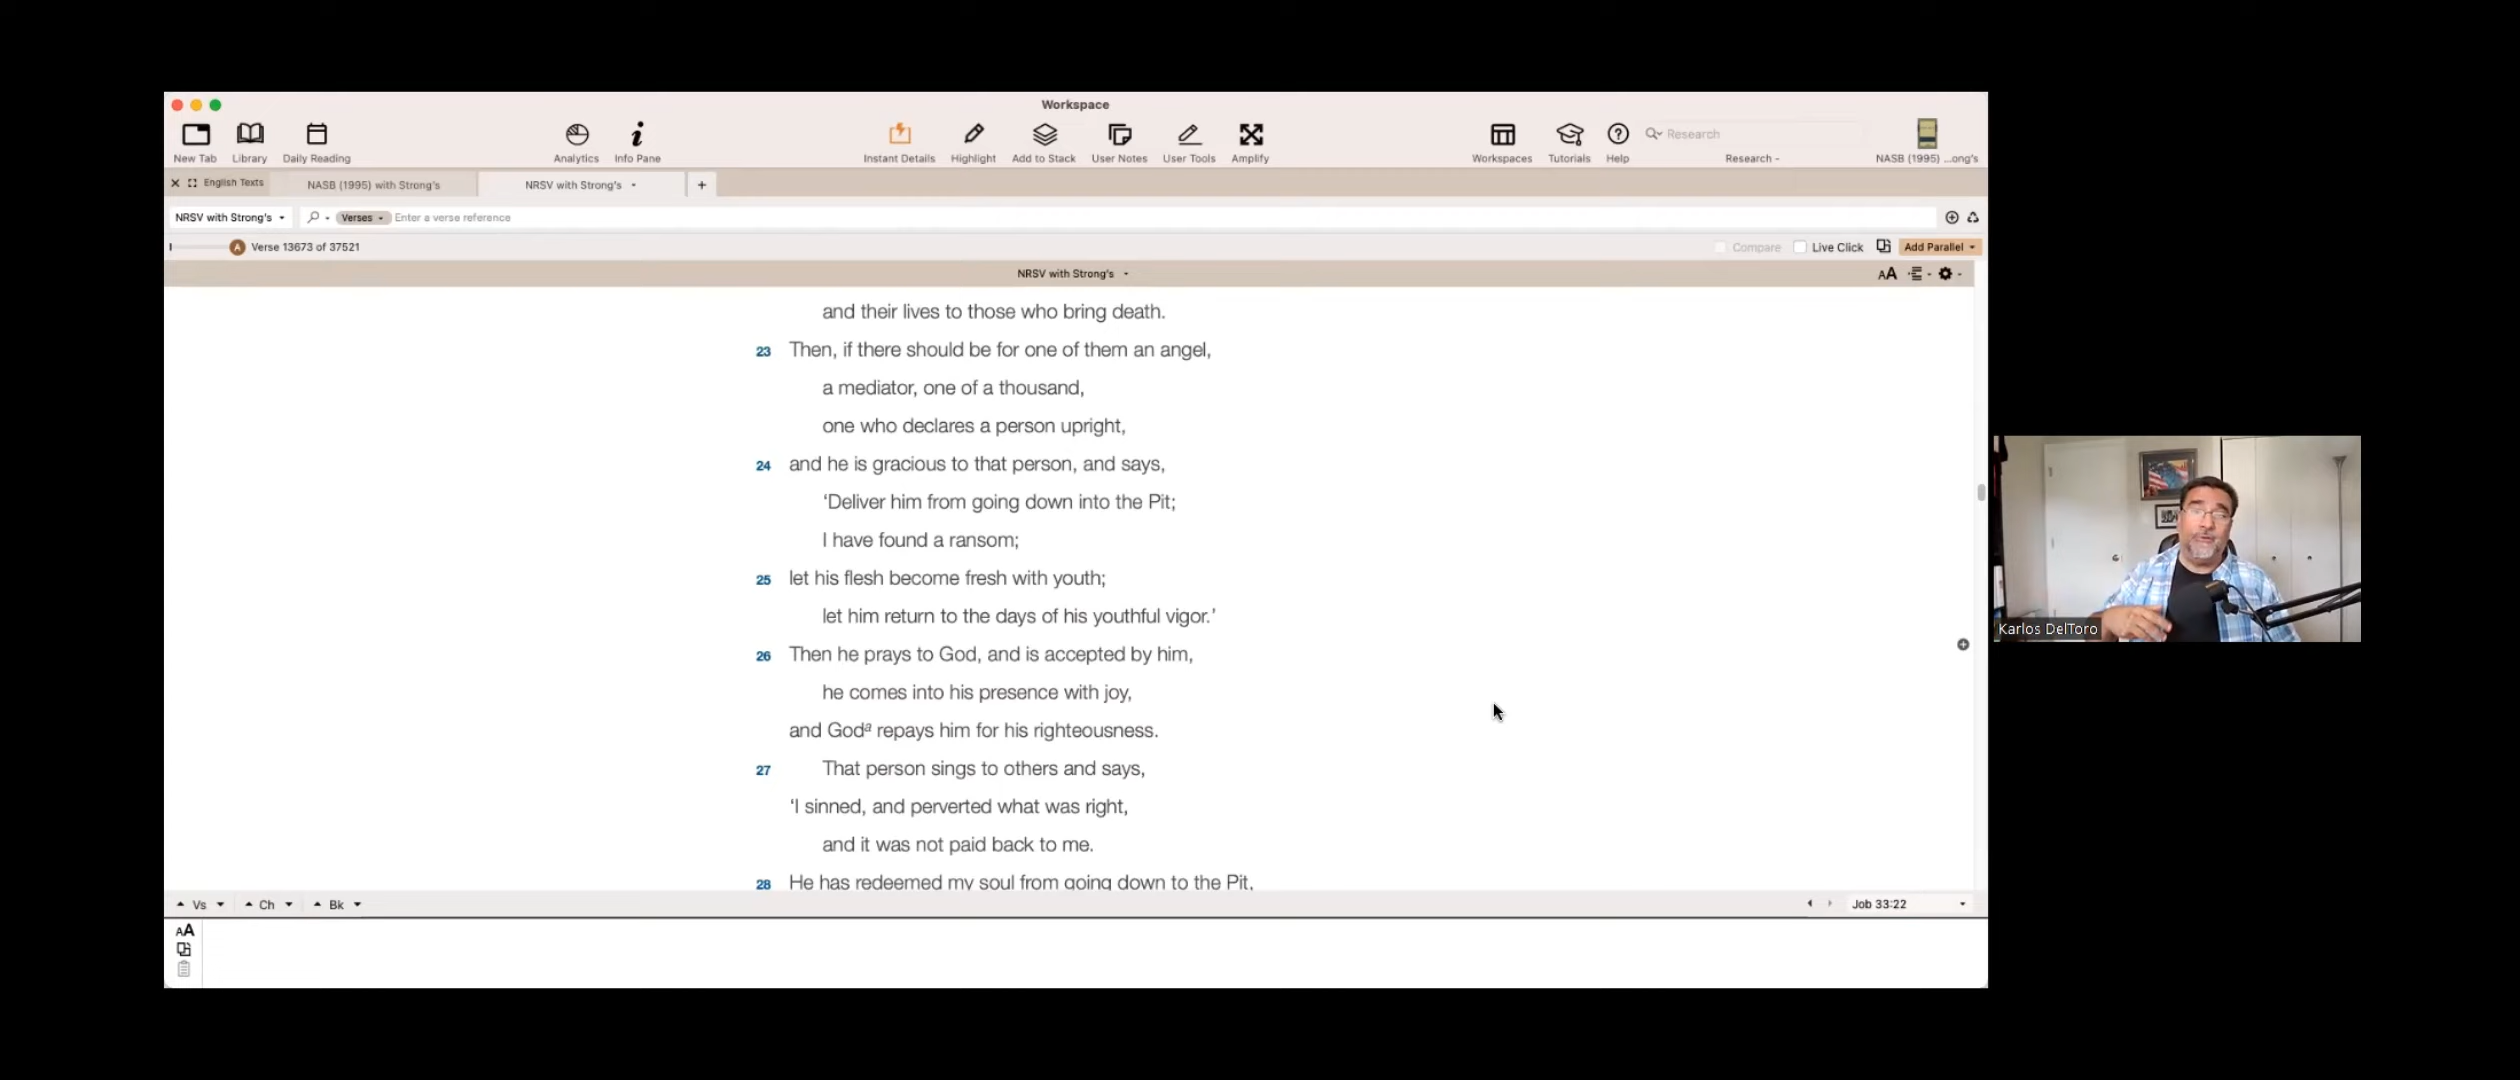 Workspace
New Tab
Library
Daily Reading
Analytics
Info Pane
Instant Details
Highlight
Add to Stack
User Notes
User Tools
Amplify
Workspaces
Tutorials
Help
Research
Research
NASB (1995) ...ong's
English Texts
NASB (1995) with Strong's
NRSV with Strong's
NRSV with Strong's
Verses
Enter a verse reference
A Verse 13673 of 37521
Compare
Live Click
Add Parallel
NRSV with Strong's
AA
and their lives to those who bring death.
23 Then, if there should be for one of them an angel,
a mediator, one of a thousand,
one who declares a person upright,
24 and he is gracious to that person, and says,
‘Deliver him from going down into the Pit;
I have found a ransom;
25 let his flesh become fresh with youth;
let him return to the days of his youthful vigor.’
26 Then he prays to God, and is accepted by him,
he comes into his presence with joy,
and Godᵃ repays him for his righteousness.
27 That person sings to others and says,
‘I sinned, and perverted what was right,
and it was not paid back to me.
28 He has redeemed my soul from going down to the Pit,
Vs
Ch
Bk
Job 33:22
AA
Karlos DelToro